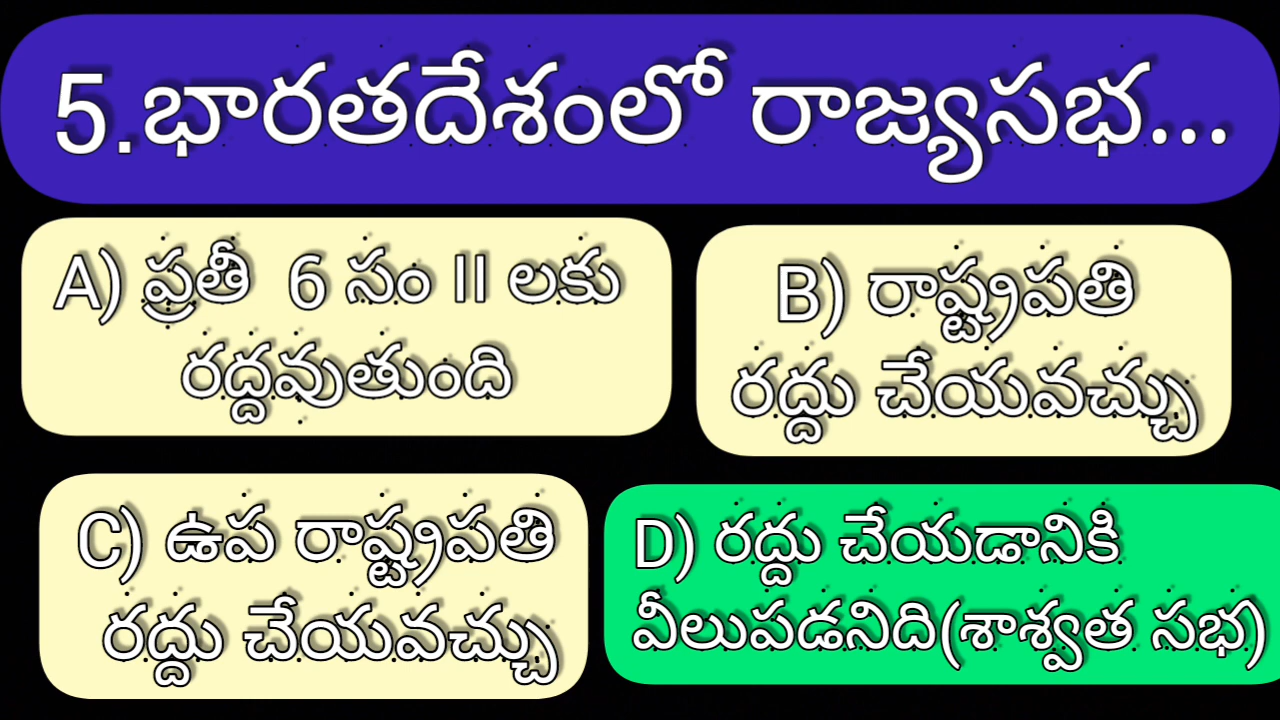 5.భారతదేశంలో రాజ్యసభ...
A) ప్రతీ 6 సం II లకు
రద్దవుతుంది
B) రాష్ట్రపతి
రద్దు చేయవచ్చు
C) ఉప రాష్ట్రపతి
రద్దు చేయవచ్చు
D) రద్దు చేయడానికి
వీలుపడనిది(శాశ్వత సభ)